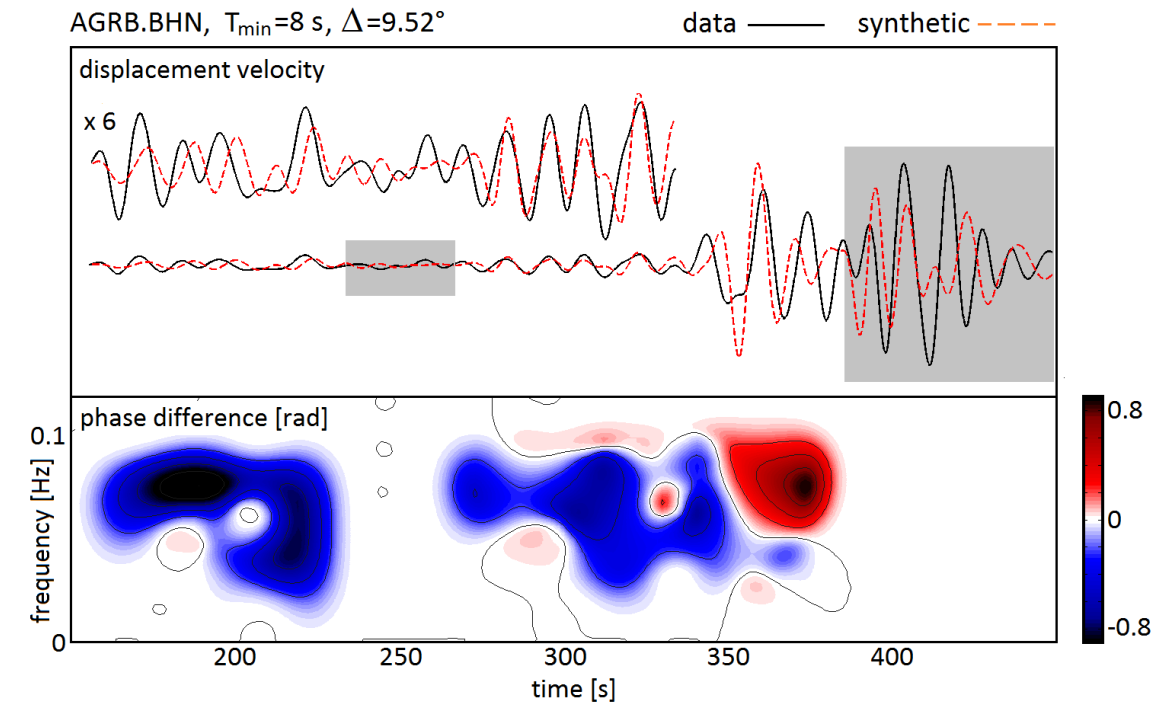 AGRB.BHN, Tmin=8 s, Δ=9.52° data synthetic
displacement velocity
x 6
phase difference [rad]
0.1
frequency [Hz]
0
0.8
0
-0.8
200 250 300 350 400
time [s]